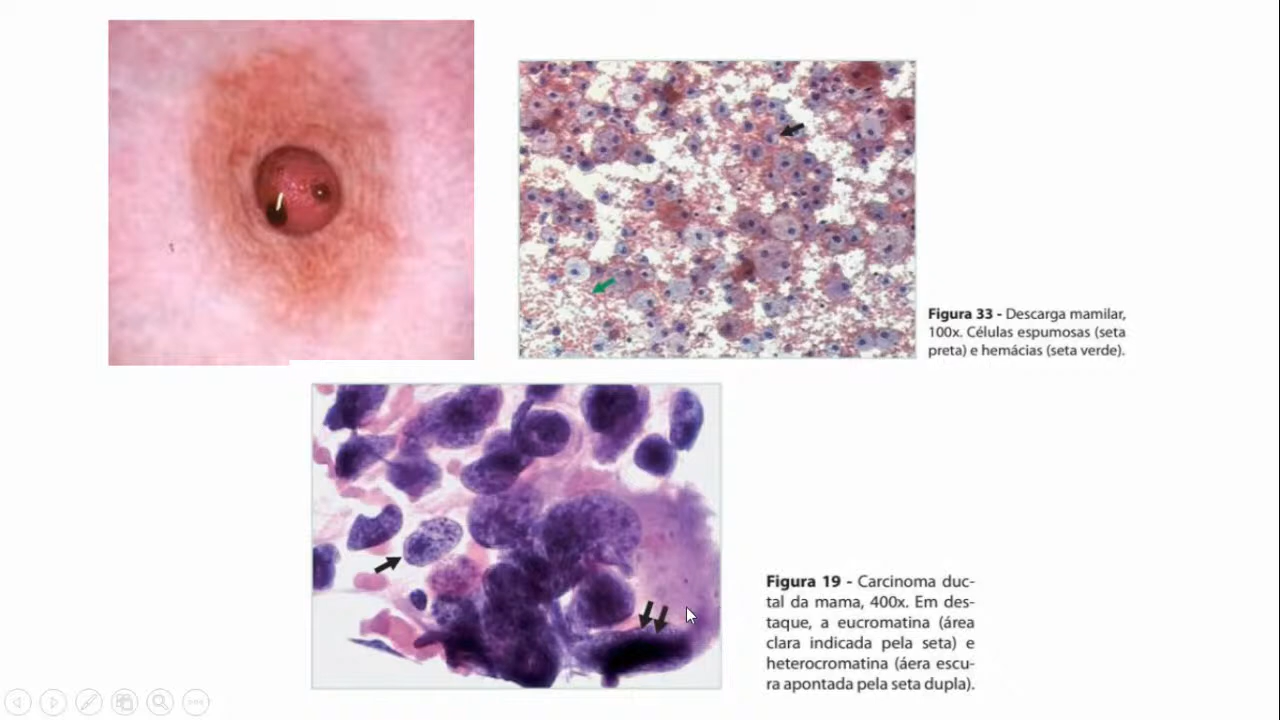 Figura 33 - Descarga mamilar,
100x. Células espumosas (seta
preta) e hemácias (seta verde).
Figura 19 - Carcinoma duc-
tal da mama, 400x. Em des-
taque, a eucromatina (área
clara indicada pela seta) e
heterocromatina (áera escu-
ra apontada pela seta dupla).